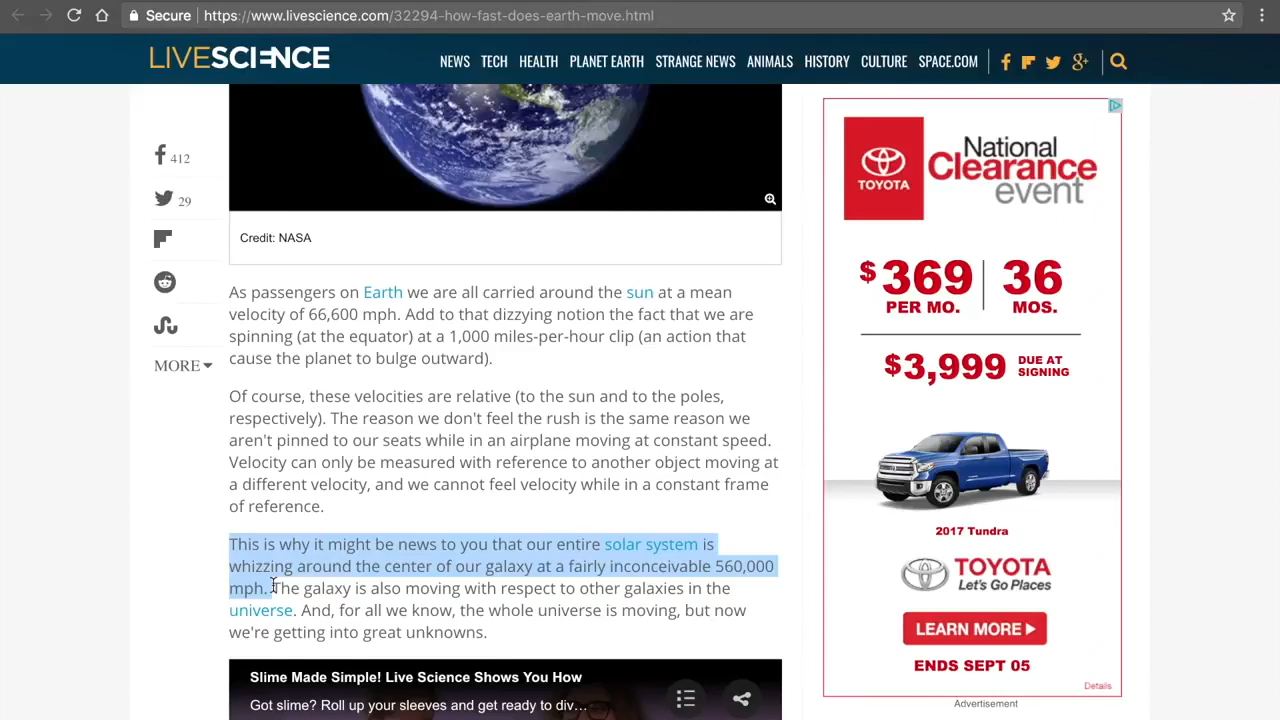 Secure
https://www.livescience.com/32294-how-fast-does-earth-move.html
LIVESCIENCE
NEWS TECH HEALTH PLANET EARTH STRANGE NEWS ANIMALS HISTORY CULTURE SPACE.COM
412
29
MORE
Credit: NASA
As passengers on Earth we are all carried around the sun at a mean
velocity of 66,600 mph. Add to that dizzying notion the fact that we are
spinning (at the equator) at a 1,000 miles-per-hour clip (an action that
cause the planet to bulge outward).
Of course, these velocities are relative (to the sun and to the poles,
respectively). The reason we don't feel the rush is the same reason we
aren't pinned to our seats while in an airplane moving at constant speed.
Velocity can only be measured with reference to another object moving at
a different velocity, and we cannot feel velocity while in a constant frame
of reference.
This is why it might be news to you that our entire solar system is
whizzing around the center of our galaxy at a fairly inconceivable 560,000
mph. The galaxy is also moving with respect to other galaxies in the
universe. And, for all we know, the whole universe is moving, but now
we're getting into great unknowns.
Slime Made Simple! Live Science Shows You How
Got slime? Roll up your sleeves and get ready to div…
TOYOTA
National
Clearance
event
$369
PER MO.
36
MOS.
$3,999 DUE AT
SIGNING
2017 Tundra
TOYOTA
Let's Go Places
LEARN MORE
ENDS SEPT 05
Details
Advertisement